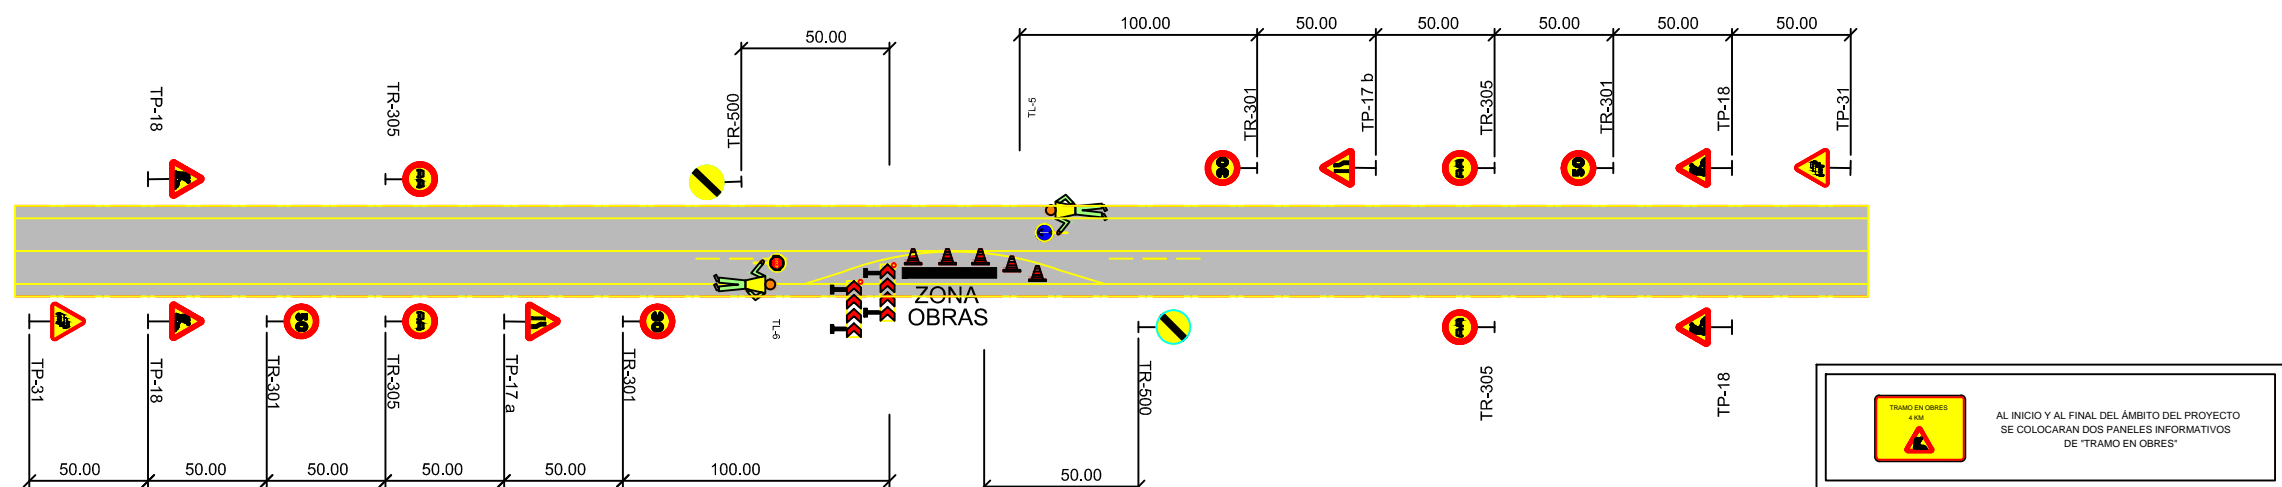 50.00
100.00 50.00 50.00 50.00 50.00 50.00
TP-18
TR-305
TR-500
TL-5
TR-301
TP-17 b
TR-305
TR-301
TP-18
TP-31
30
50
ZONA
OBRAS
50
30
TL-6
TP-31
TP-18
TR-301
TR-305
TP-17 a
TR-301
TR-500
TR-305
TP-18
50.00 50.00 50.00 50.00 50.00 100.00
50.00
TRAMO EN OBRES
4 KM
AL INICIO Y AL FINAL DEL ÁMBITO DEL PROYECTO
SE COLOCARAN DOS PANELES INFORMATIVOS
DE "TRAMO EN OBRES"